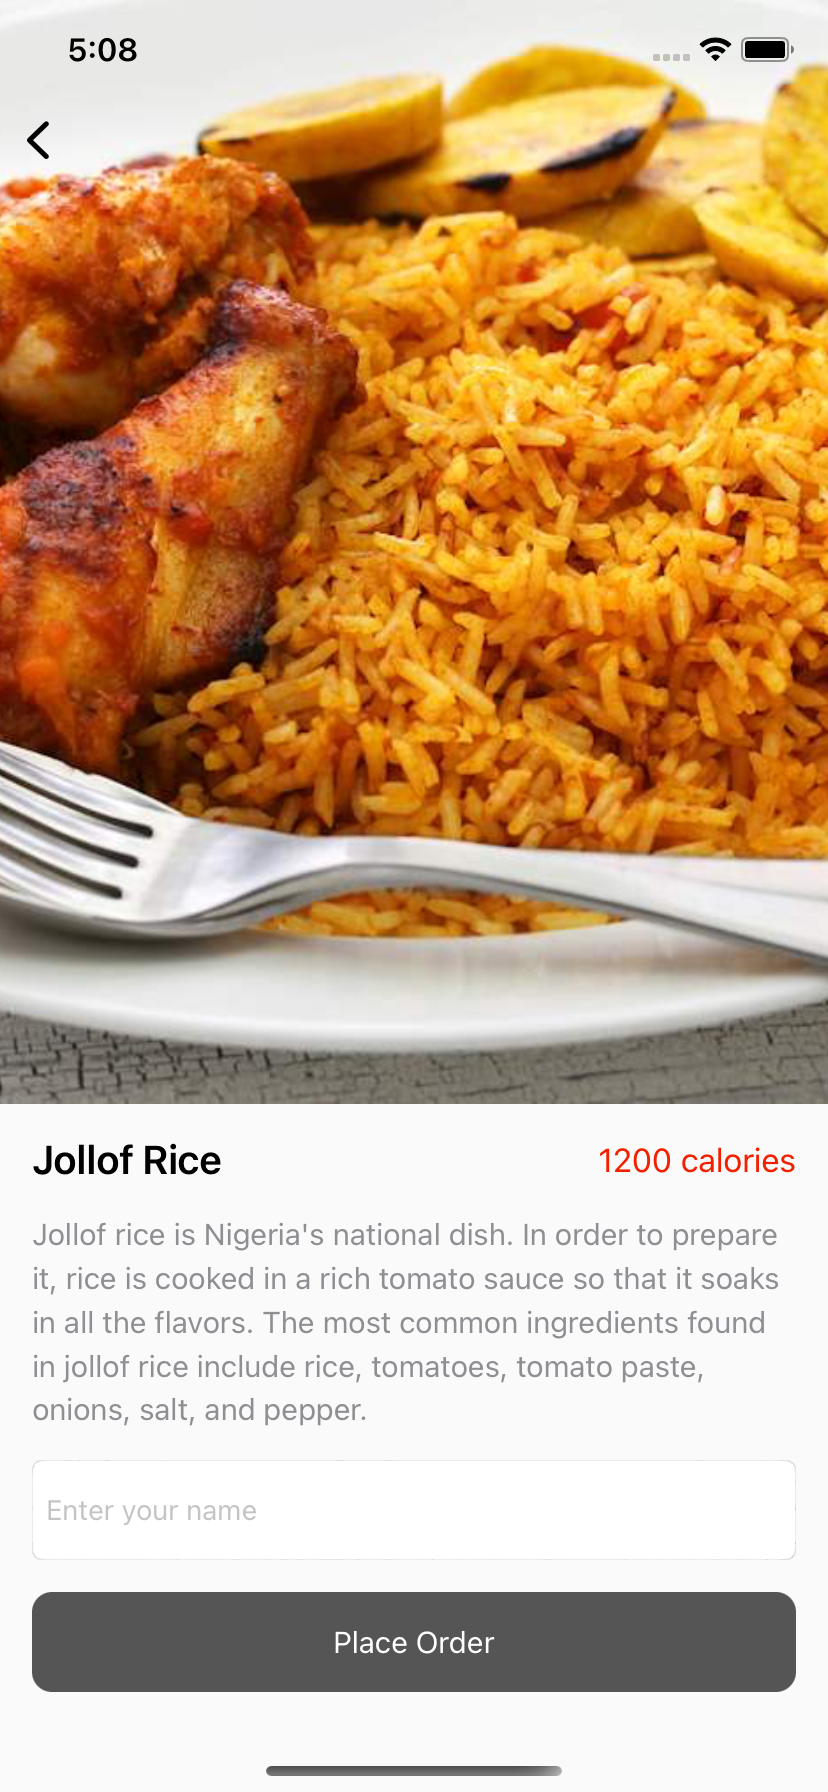 5:08
Jollof Rice
1200 calories
Jollof rice is Nigeria's national dish. In order to prepare
it, rice is cooked in a rich tomato sauce so that it soaks
in all the flavors. The most common ingredients found
in jollof rice include rice, tomatoes, tomato paste,
onions, salt, and pepper.
Enter your name
Place Order